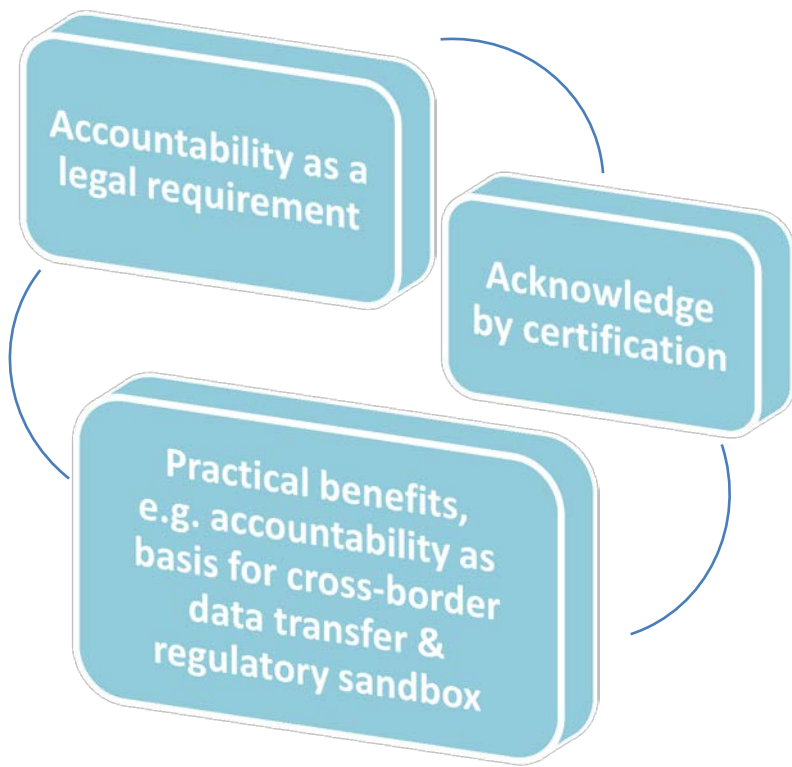 Accountability as a
legal requirement
Acknowledge
by certification
Practical benefits,
e.g. accountability as
basis for cross-border
data transfer &
regulatory sandbox